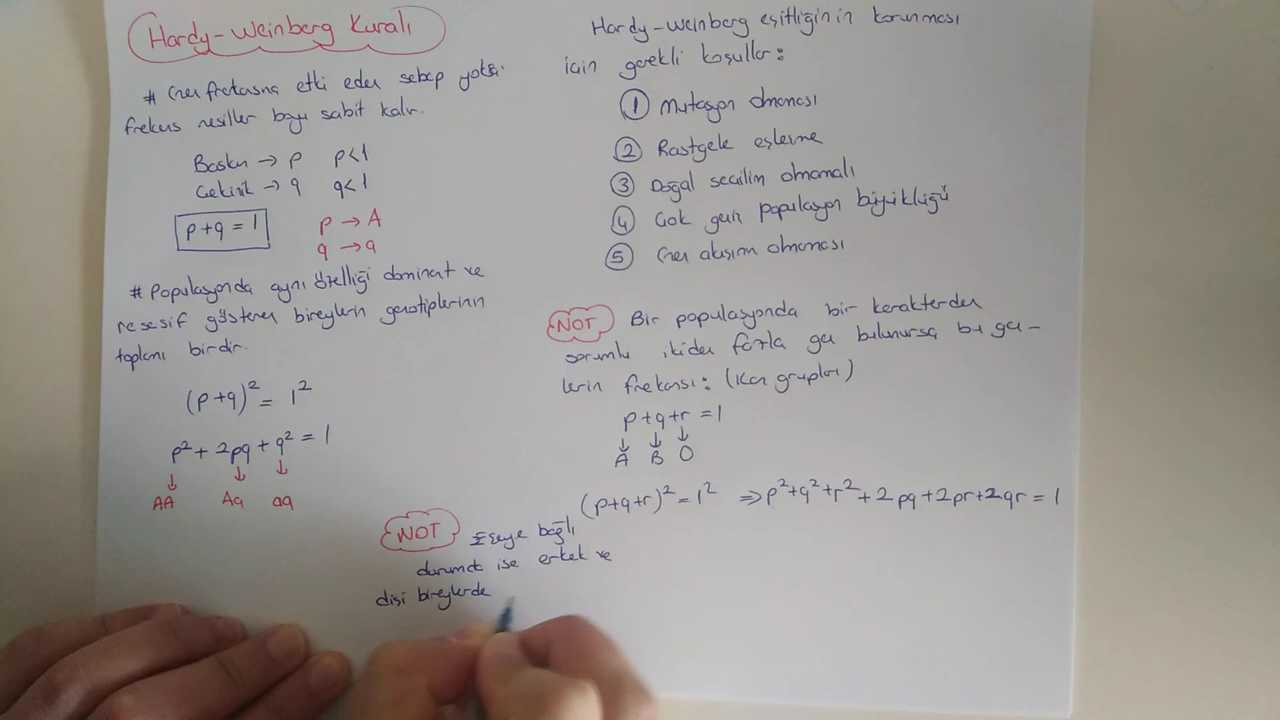 Hardy-Weinberg Kuralı
# Gen frekasına etki eden sebep yoksa
frekans nesiller boyu sabit kalır.
Baskın → p p<1
Çekinik → q q<1
p+q=1
p → A
q → a
# Populasyonda aynı özelliği dominant ve
resesif gösteren bireylerin genotiplerinin
toplamı birdir.
(p+q)² = 1²
p² + 2pq + q² = 1
↓ ↓ ↓
AA Aa aa
Hardy-Weinberg eşitliğinin korunması
için gerekli koşullar:
① Mutasyon olmaması
② Rastgele eşleşme
③ Doğal seçilim olmamalı
④ Çok geniş populasyon büyüklüğü
⑤ Gen akışının olmaması
NOT Bir populasyonda bir karakterden
sorumlu ikiden fazla gen bulunursa bu gen-
lerin frekansı: (Kan grupları)
p+q+r=1
↓ ↓ ↓
A B O
(p+q+r)² = 1² ⇒ p²+q²+r²+2pq+2pr+2qr = 1
NOT Eşeye bağlı
durumda ise erkek ve
dişi bireylerde